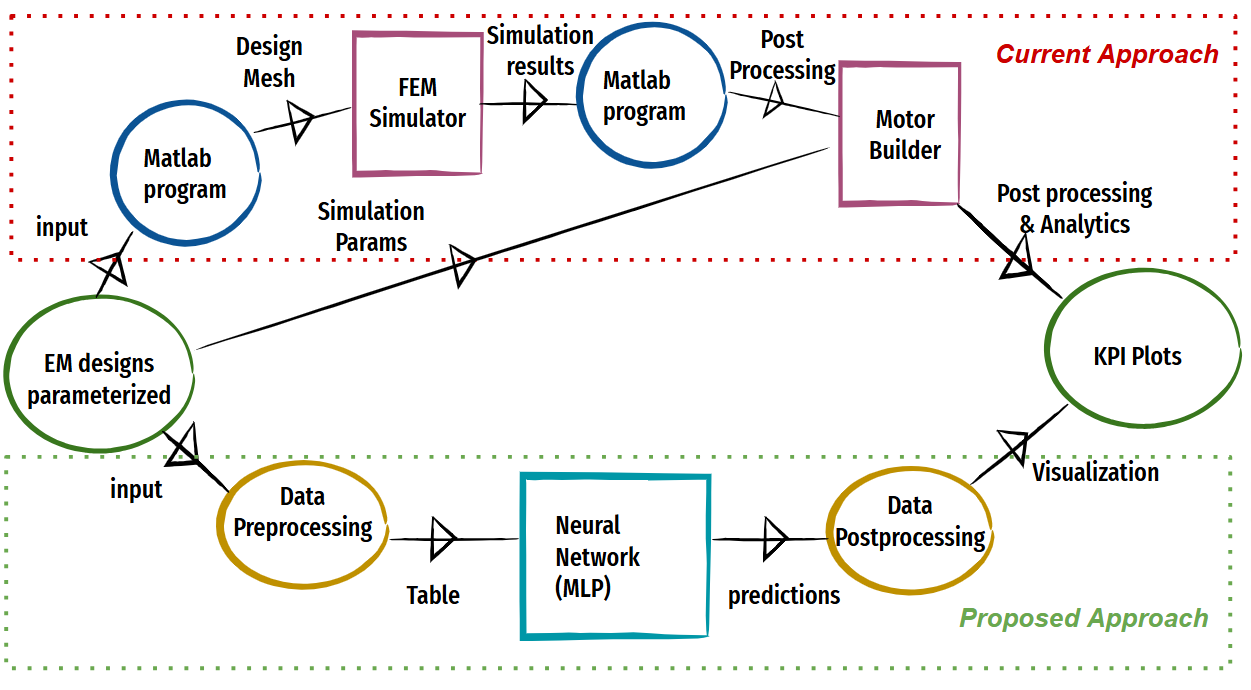 Current Approach
Design
Mesh
Simulation
results
Post
Processing
FEM
Simulator
Matlab
program
Motor
Builder
Matlab
program
input
Simulation
Params
Post processing
& Analytics
EM designs
parameterized
KPI Plots
input
Data
Preprocessing
Table
Neural
Network
(MLP)
predictions
Data
Postprocessing
Visualization
Proposed Approach